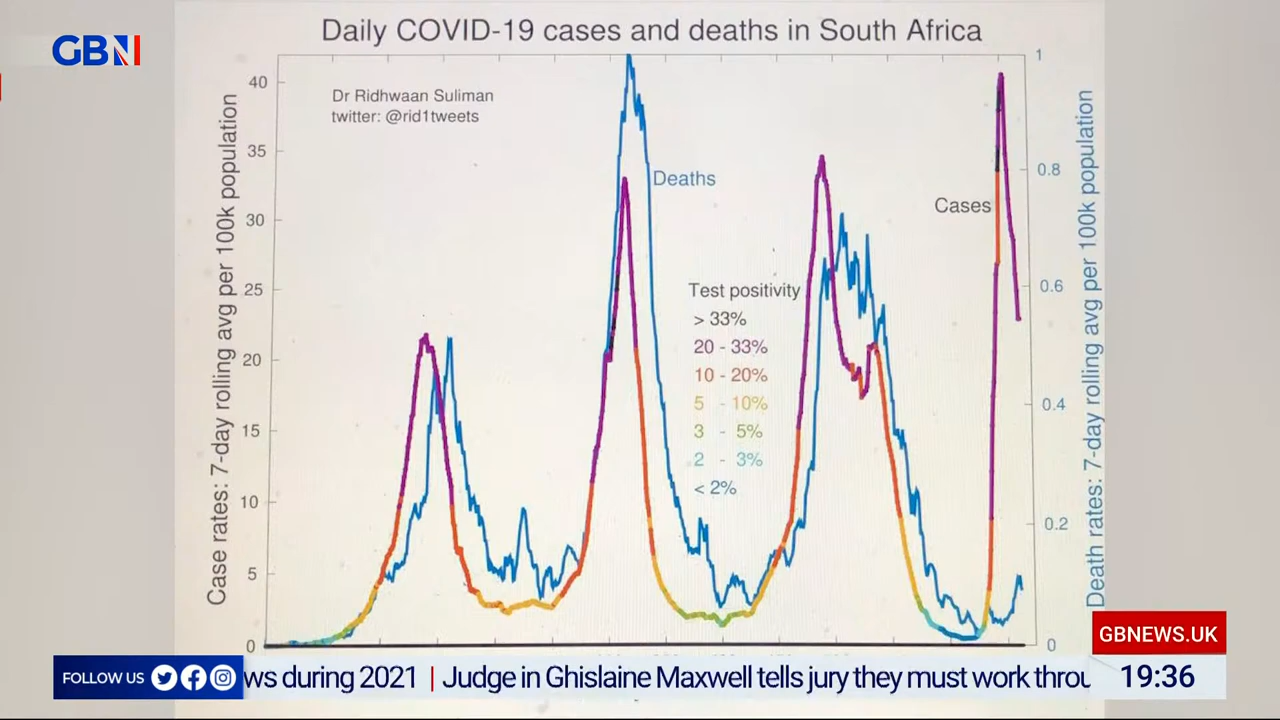 GBN
Daily COVID-19 cases and deaths in South Africa
Dr Ridhwaan Suliman
twitter: @rid1tweets
Case rates: 7-day rolling avg per 100k population
40
35
30
25
20
15
10
5
0
Deaths
Cases
Test positivity
> 33%
20 - 33%
10 - 20%
5 - 10%
3 - 5%
2 - 3%
< 2%
1
0.8
0.6
0.4
0.2
0
Death rates: 7-day rolling avg per 100k population
GBNEWS.UK
FOLLOW US
ws during 2021 | Judge in Ghislaine Maxwell tells jury they must work throu
19:36